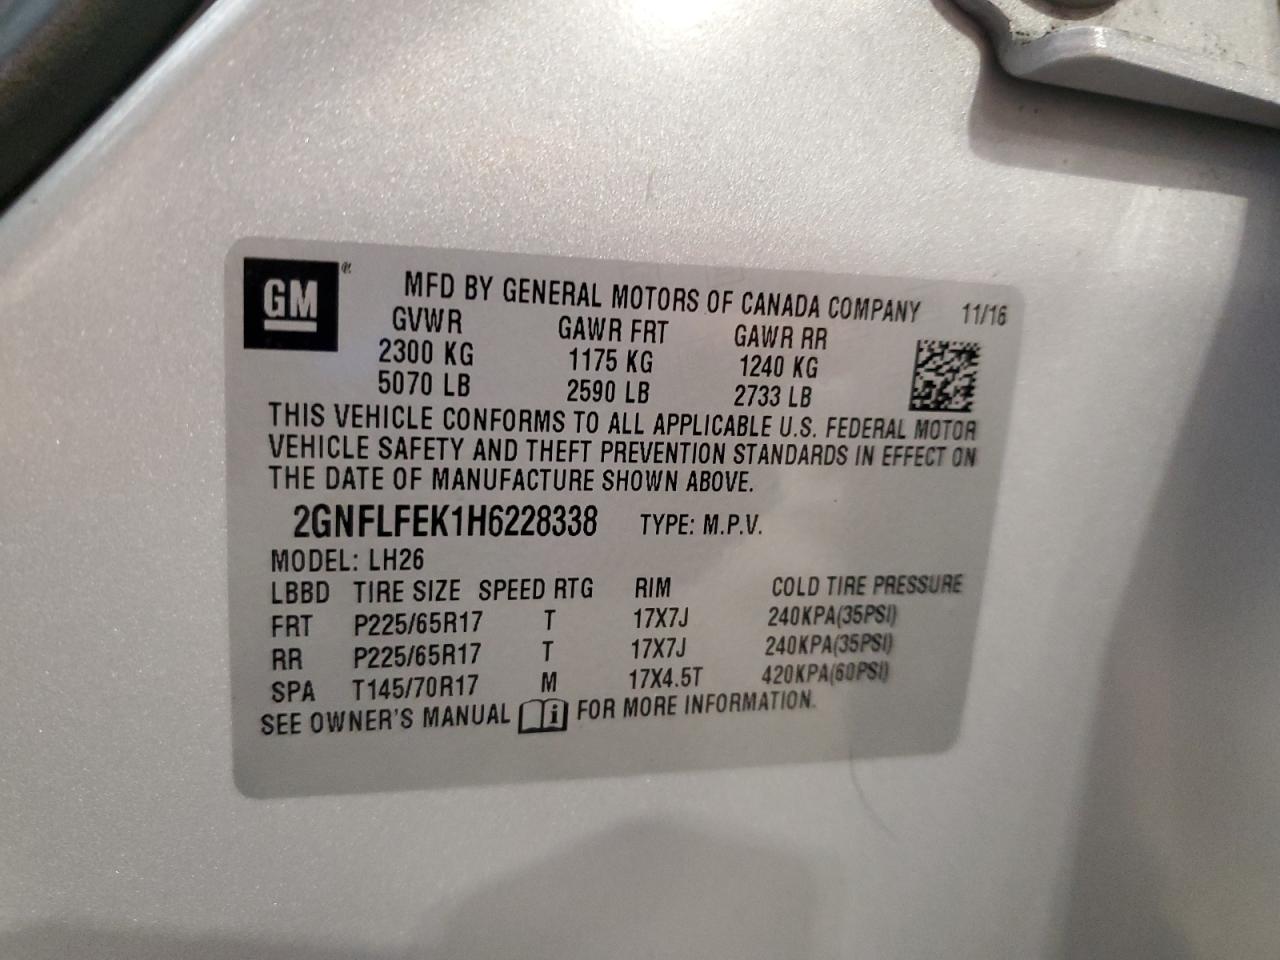 GM ® MFD BY GENERAL MOTORS OF CANADA COMPANY 11/16
GVWR GAWR FRT GAWR RR
2300 KG 1175 KG 1240 KG
5070 LB 2590 LB 2733 LB
THIS VEHICLE CONFORMS TO ALL APPLICABLE U.S. FEDERAL MOTOR
VEHICLE SAFETY AND THEFT PREVENTION STANDARDS IN EFFECT ON
THE DATE OF MANUFACTURE SHOWN ABOVE.
2GNFLFEK1H6228338 TYPE: M.P.V.
MODEL: LH26
LBBD TIRE SIZE SPEED RTG RIM COLD TIRE PRESSURE
FRT P225/65R17 T 17X7J 240KPA(35PSI)
RR P225/65R17 T 17X7J 240KPA(35PSI)
SPA T145/70R17 M 17X4.5T 420KPA(60PSI)
SEE OWNER'S MANUAL i FOR MORE INFORMATION.